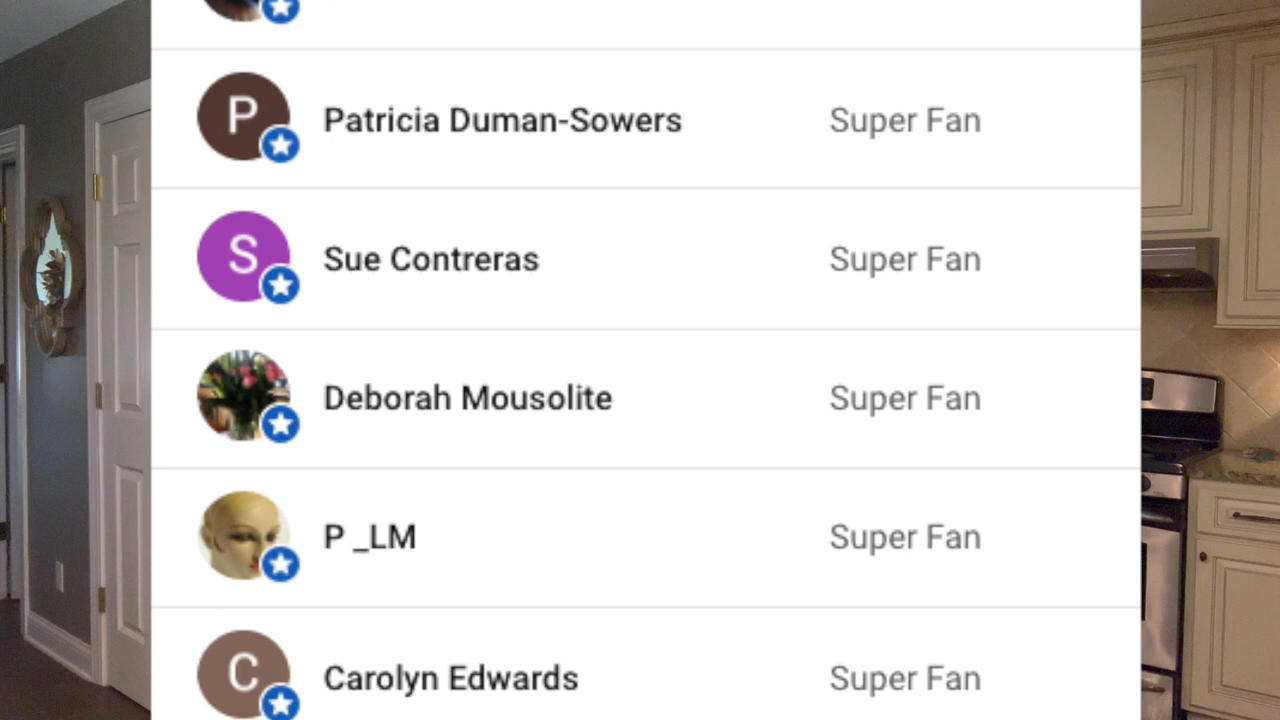 P Patricia Duman-Sowers Super Fan
S Sue Contreras Super Fan
Deborah Mousolite Super Fan
P _LM Super Fan
C Carolyn Edwards Super Fan